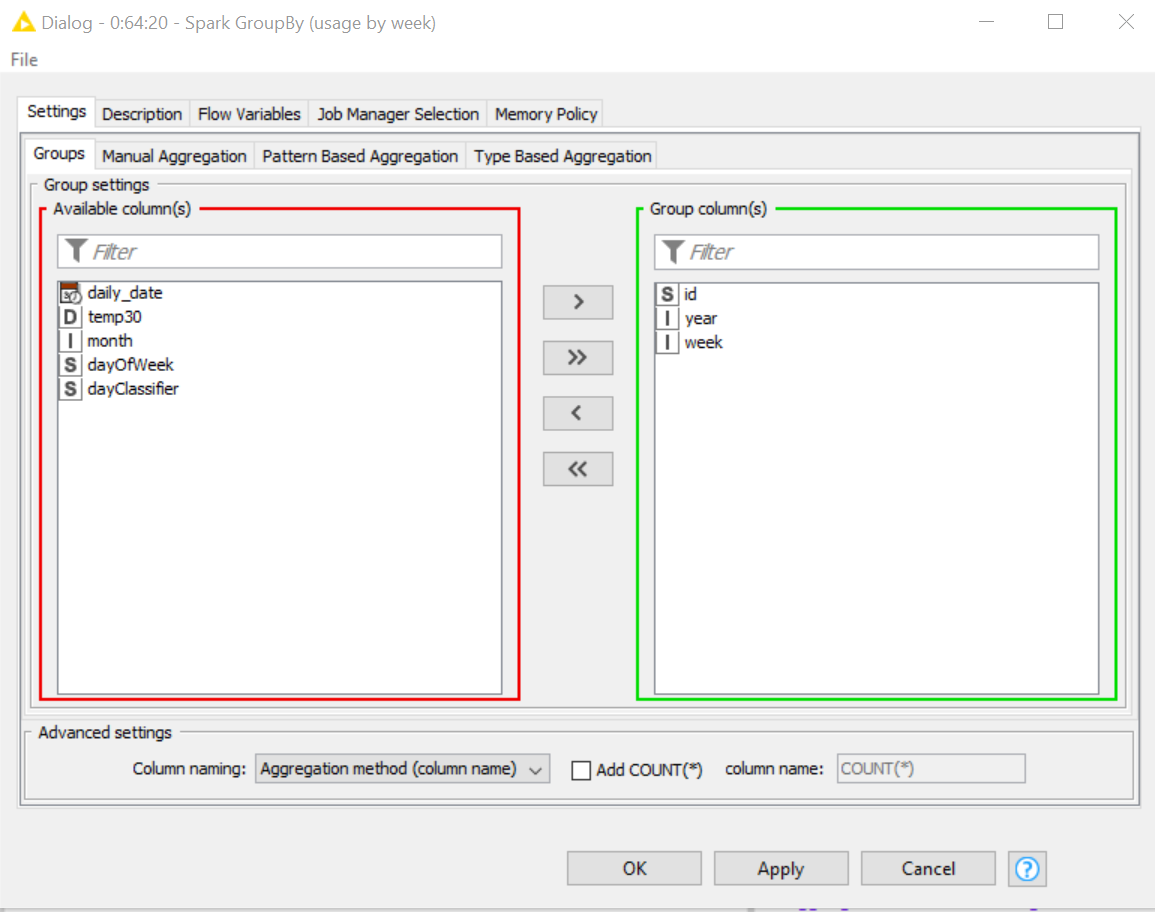 Dialog - 0:64:20 - Spark GroupBy (usage by week)
File
Settings Description Flow Variables Job Manager Selection Memory Policy
Groups Manual Aggregation Pattern Based Aggregation Type Based Aggregation
Group settings
Available column(s)
Filter
daily_date
D temp30
I month
S dayOfWeek
S dayClassifier
>
>>
<
<<
Group column(s)
Filter
S id
I year
I week
Advanced settings
Column naming: Aggregation method (column name) Add COUNT(*) column name: COUNT(*)
OK Apply Cancel ?